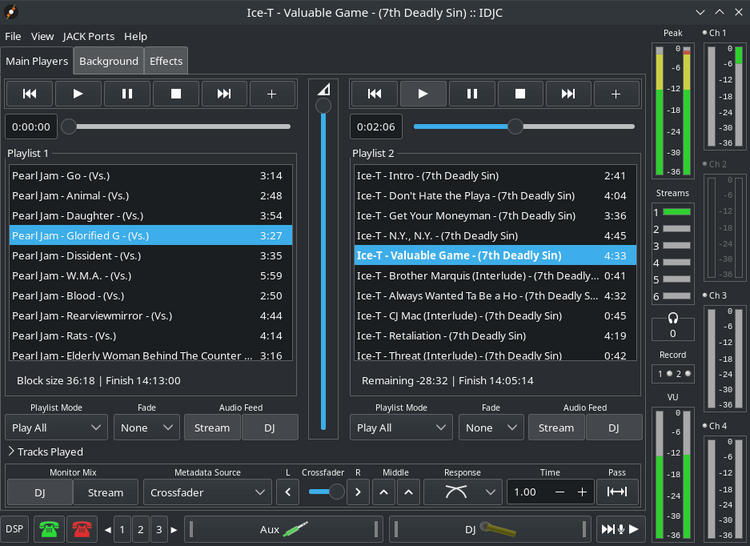 Ice-T - Valuable Game - (7th Deadly Sin) :: IDJC
File View JACK Ports Help
Main Players Background Effects
0:00:00
Playlist 1
Pearl Jam - Go - (Vs.) 3:14
Pearl Jam - Animal - (Vs.) 2:48
Pearl Jam - Daughter - (Vs.) 3:54
Pearl Jam - Glorified G - (Vs.) 3:27
Pearl Jam - Dissident - (Vs.) 3:35
Pearl Jam - W.M.A. - (Vs.) 5:59
Pearl Jam - Blood - (Vs.) 2:50
Pearl Jam - Rearviewmirror - (Vs.) 4:44
Pearl Jam - Rats - (Vs.) 4:14
Pearl Jam - Elderly Woman Behind The Counter ... 3:16
Block size 36:18 | Finish 14:13:00
Playlist Mode Fade Audio Feed
Play All None Stream DJ
0:02:06
Playlist 2
Ice-T - Intro - (7th Deadly Sin) 2:41
Ice-T - Don't Hate the Playa - (7th Deadly Sin) 4:04
Ice-T - Get Your Moneyman - (7th Deadly Sin) 3:36
Ice-T - N.Y., N.Y. - (7th Deadly Sin) 4:45
Ice-T - Valuable Game - (7th Deadly Sin) 4:33
Ice-T - Brother Marquis (Interlude) - (7th Deadly... 0:41
Ice-T - Always Wanted Ta Be a Ho - (7th Deadly S... 4:32
Ice-T - CJ Mac (Interlude) - (7th Deadly Sin) 0:45
Ice-T - Retaliation - (7th Deadly Sin) 4:19
Ice-T - Threat (Interlude) - (7th Deadly Sin) 0:42
Remaining -28:32 | Finish 14:05:14
Playlist Mode Fade Audio Feed
Play All None Stream DJ
Tracks Played
Monitor Mix Metadata Source L Crossfader R Middle Response Time Pass
DJ Stream Crossfader 1.00
DSP 1 2 3 Aux DJ
Peak
0
-6
-12
-18
-24
-30
-36
Streams
1
2
3
4
5
6
0
Record
1 2
VU
0
-6
-12
-18
-24
-30
-36
Ch 1
0
-6
-12
-18
-24
-30
-36
Ch 2
0
-6
-12
-18
-24
-30
-36
Ch 3
0
-6
-12
-18
-24
-30
-36
Ch 4
0
-6
-12
-18
-24
-30
-36